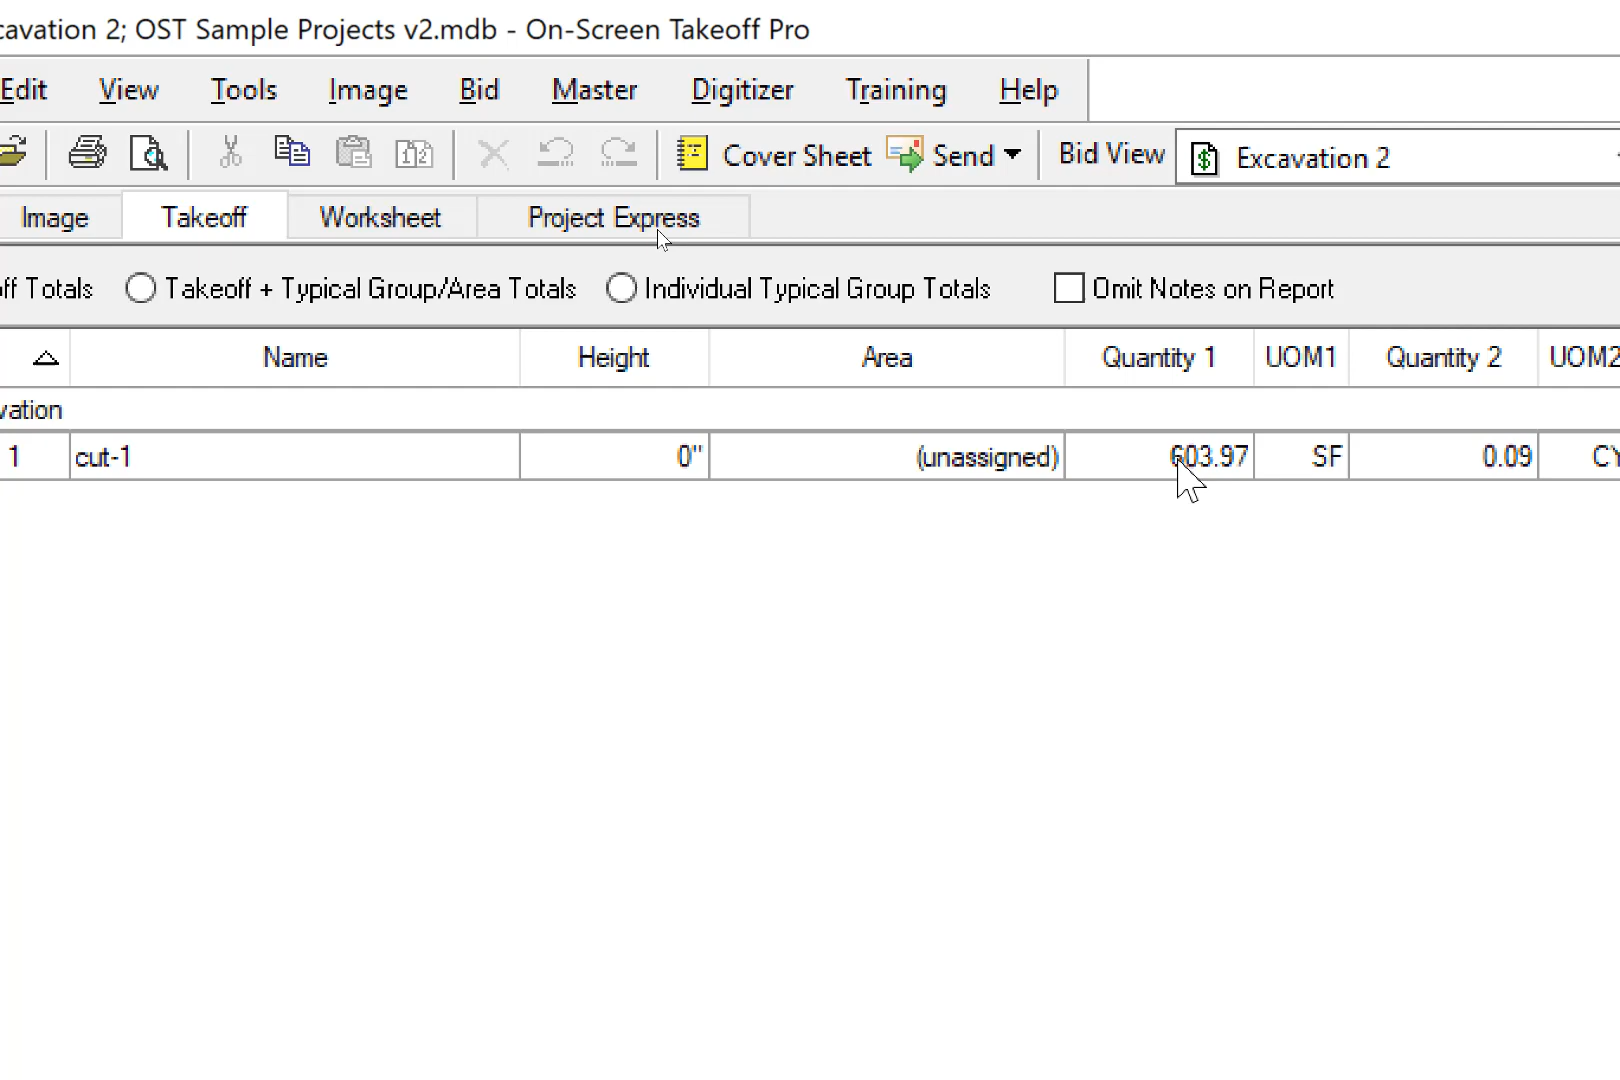 cavation 2; OST Sample Projects v2.mdb - On-Screen Takeoff Pro
Edit View Tools Image Bid Master Digitizer Training Help
Cover Sheet Send Bid View Excavation 2
Image Takeoff Worksheet Project Express
ff Totals Takeoff + Typical Group/Area Totals Individual Typical Group Totals Omit Notes on Report
Name Height Area Quantity 1 UOM1 Quantity 2 UOM2
vation
1 cut-1 0" (unassigned) 603.97 SF 0.09 CY